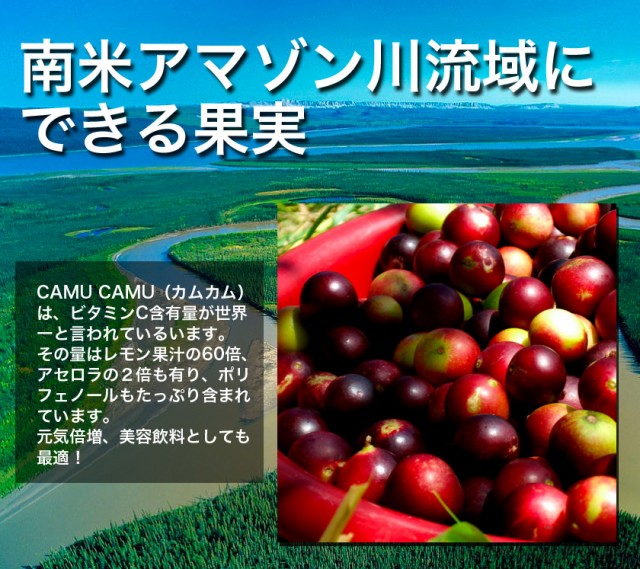 南米アマゾン川流域に
できる果実
CAMU CAMU（カムカム）
は、ビタミンC含有量が世界
一と言われているいます。
その量はレモン果汁の60倍、
アセロラの２倍も有り、ポリ
フェノールもたっぷり含まれ
ています。
元気倍増、美容飲料としても
最適！